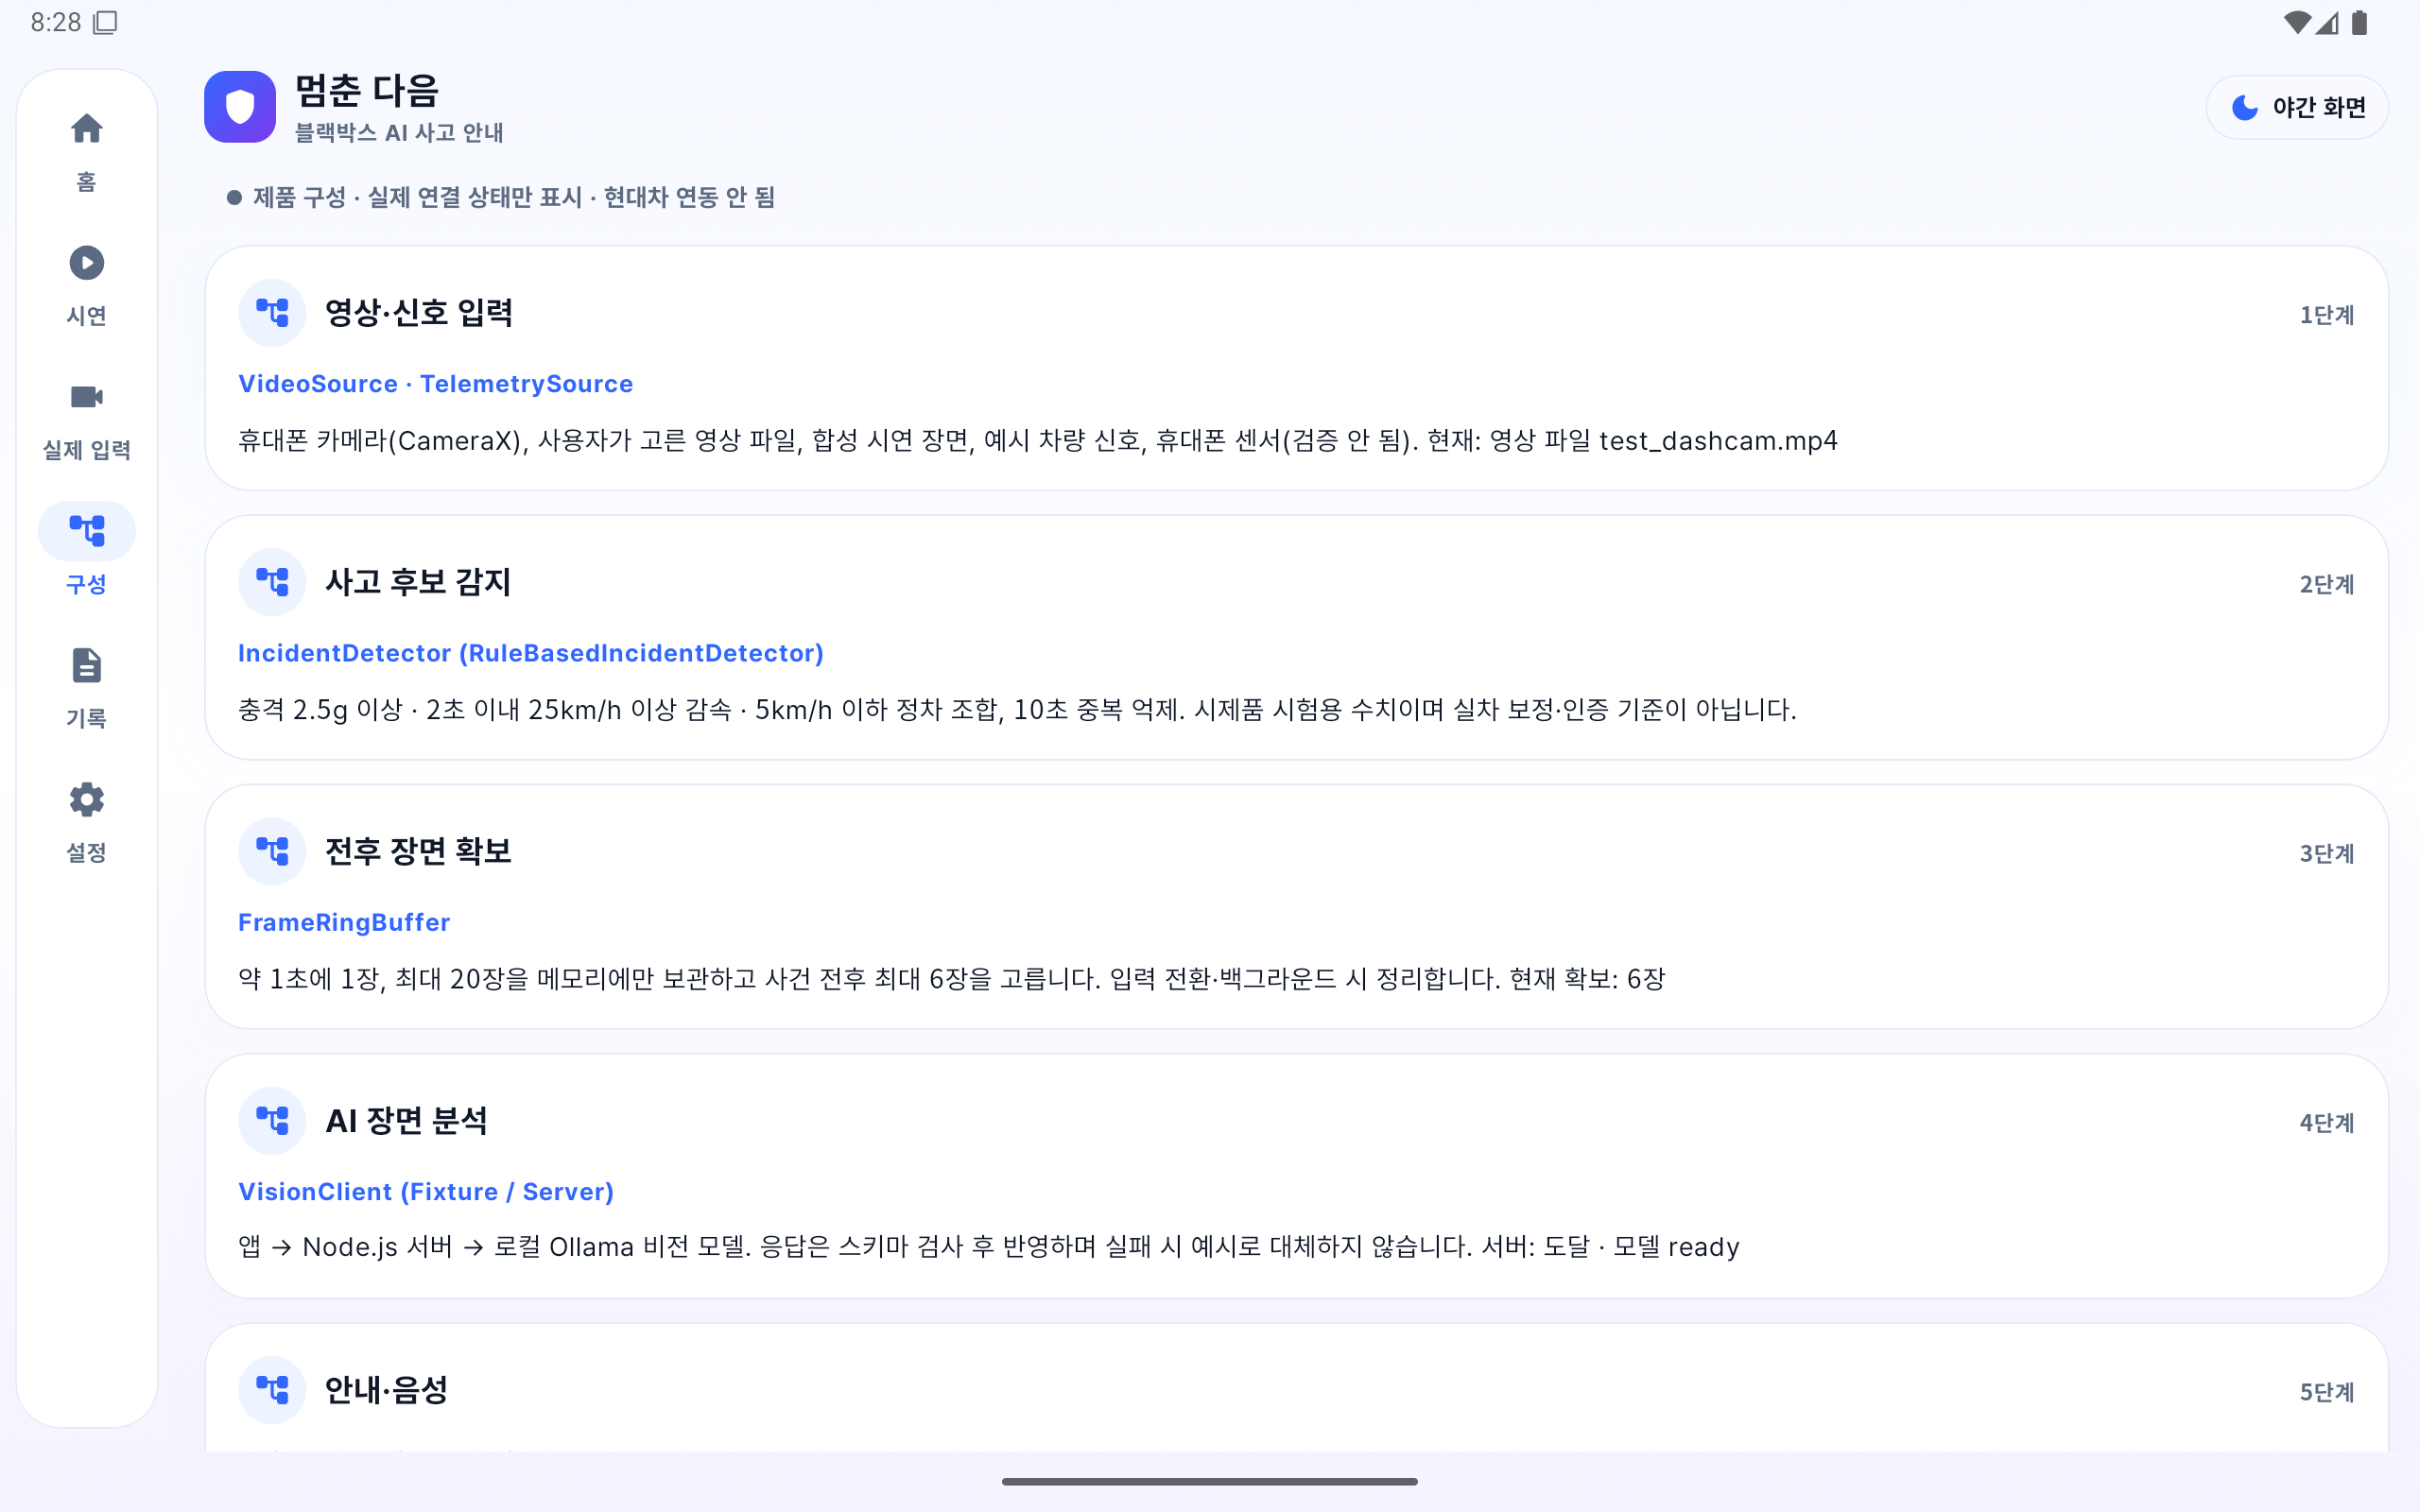 8:28
멈춘 다음
블랙박스 AI 사고 안내
야간 화면
홈
시연
실제 입력
구성
기록
설정
제품 구성 · 실제 연결 상태만 표시 · 현대차 연동 안 됨
영상·신호 입력
1단계
VideoSource · TelemetrySource
휴대폰 카메라(CameraX), 사용자가 고른 영상 파일, 합성 시연 장면, 예시 차량 신호, 휴대폰 센서(검증 안 됨). 현재: 영상 파일 test_dashcam.mp4
사고 후보 감지
2단계
IncidentDetector (RuleBasedIncidentDetector)
충격 2.5g 이상 · 2초 이내 25km/h 이상 감속 · 5km/h 이하 정차 조합, 10초 중복 억제. 시제품 시험용 수치이며 실차 보정·인증 기준이 아닙니다.
전후 장면 확보
3단계
FrameRingBuffer
약 1초에 1장, 최대 20장을 메모리에만 보관하고 사건 전후 최대 6장을 고릅니다. 입력 전환·백그라운드 시 정리합니다. 현재 확보: 6장
AI 장면 분석
4단계
VisionClient (Fixture / Server)
앱 → Node.js 서버 → 로컬 Ollama 비전 모델. 응답은 스키마 검사 후 반영하며 실패 시 예시로 대체하지 않습니다. 서버: 도달 · 모델 ready
안내·음성
5단계